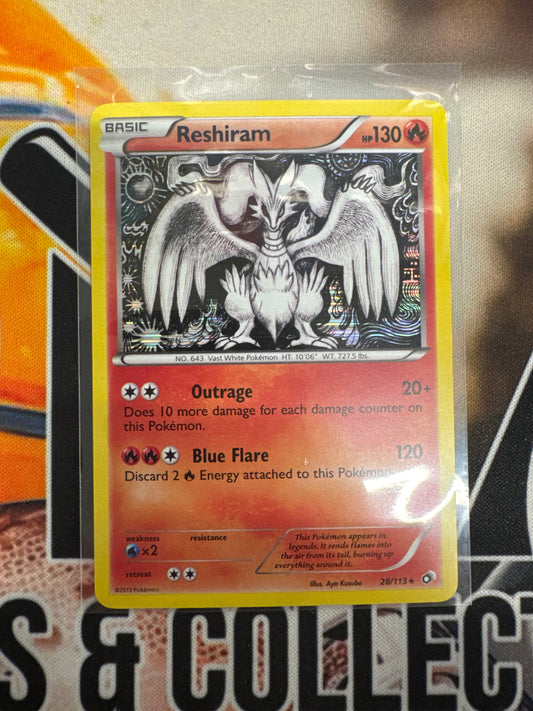 BASIC
Reshiram
HP 130
NO. 643 Vast White Pokémon HT: 10'06" WT. 727.5 lbs.
Outrage 20+
Does 10 more damage for each damage counter on
this Pokémon.
Blue Flare 120
Discard 2 Energy attached to this Pokémon.
weakness
×2
resistance
retreat
This Pokémon appears in
legends. It sends flames into
the air from its tail, burning up
everything around it.
Illus. Ayo Kusube
28/113★
©2013 Pokémon
S & COLLECT